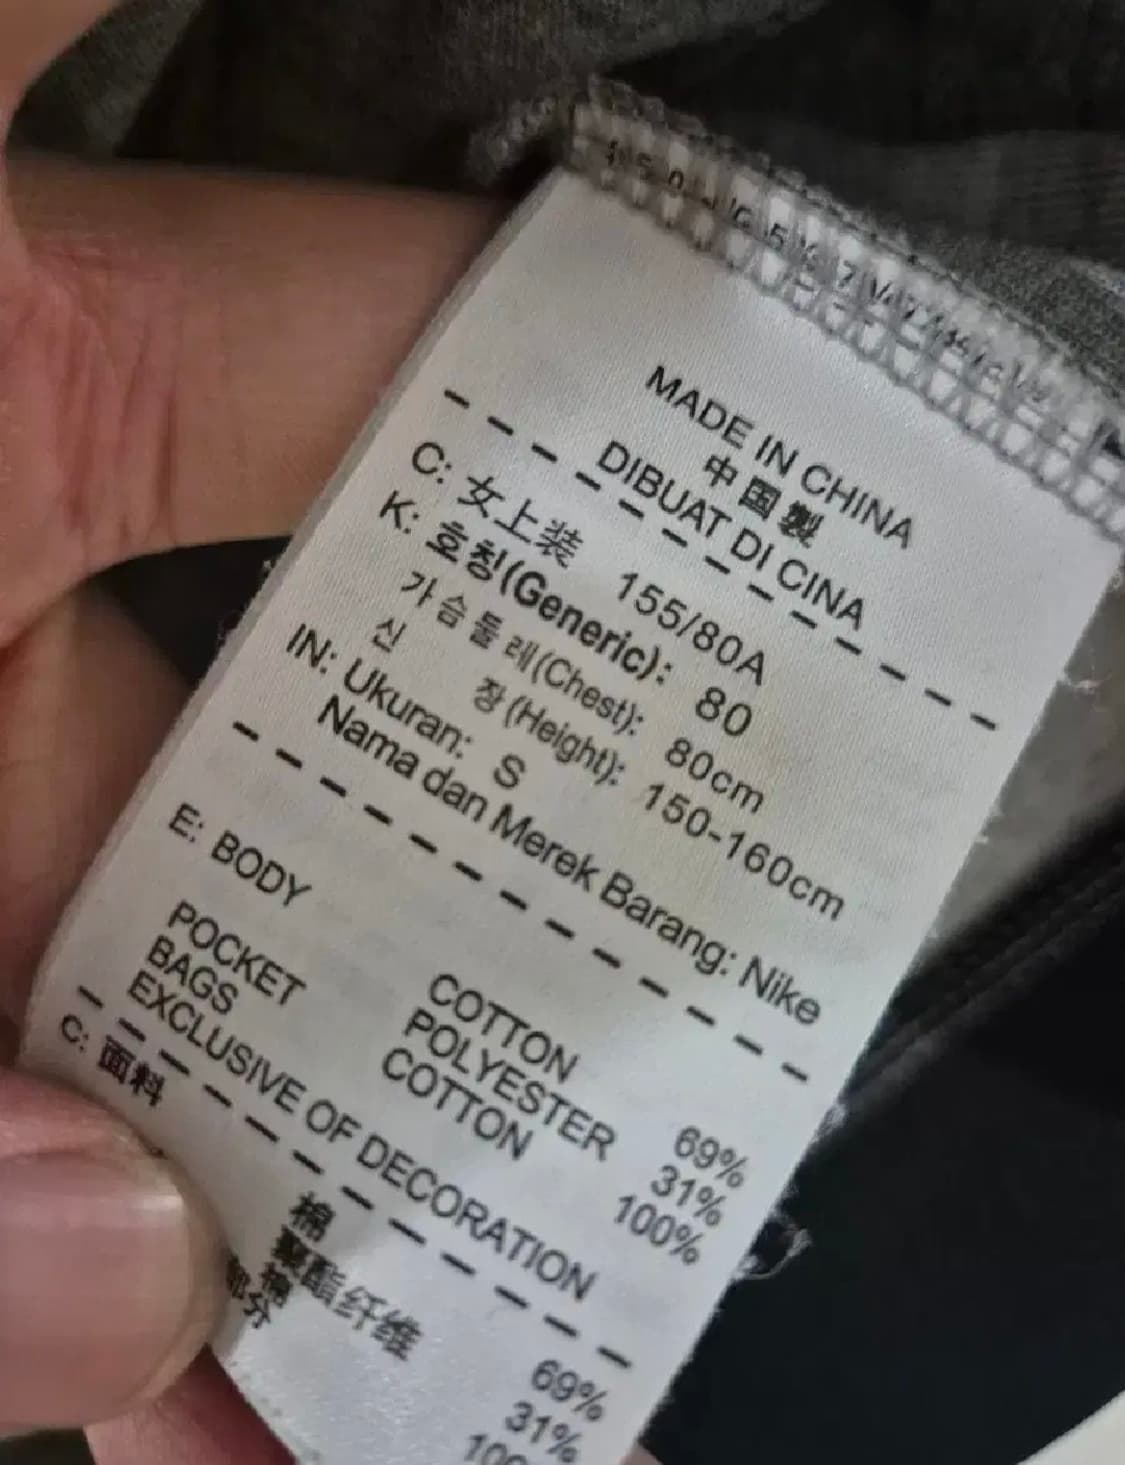 MADE IN CHINA
中国製
DIBUAT DI CINA
C: 女上装 155/80A
K: 호칭(Generic): 80
가슴둘레(Chest): 80cm
신 장(Height): 150-160cm
IN: Ukuran: S
Nama dan Merek Barang: Nike
E: BODY COTTON 69%
POLYESTER 31%
POCKET BAGS COTTON 100%
EXCLUSIVE OF DECORATION
C: 面料 棉 69%
聚酯纤维 31%
棉
部分